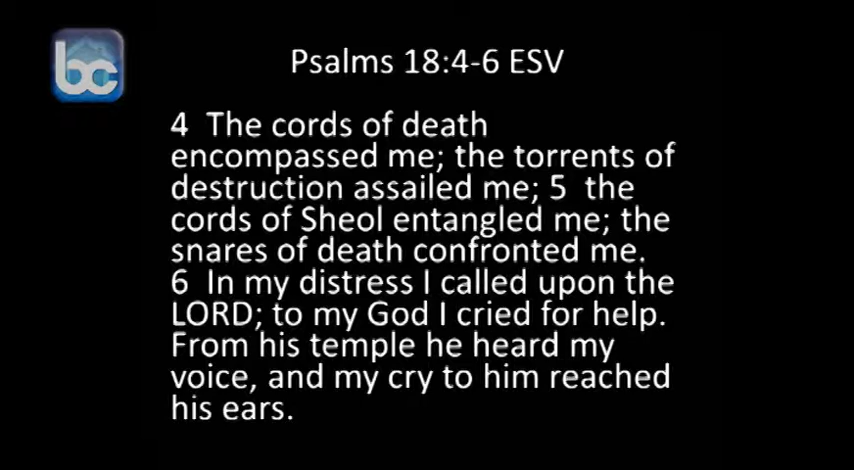 bc
Psalms 18:4-6 ESV
4 The cords of death
encompassed me; the torrents of
destruction assailed me; 5 the
cords of Sheol entangled me; the
snares of death confronted me.
6 In my distress I called upon the
LORD; to my God I cried for help.
From his temple he heard my
voice, and my cry to him reached
his ears.